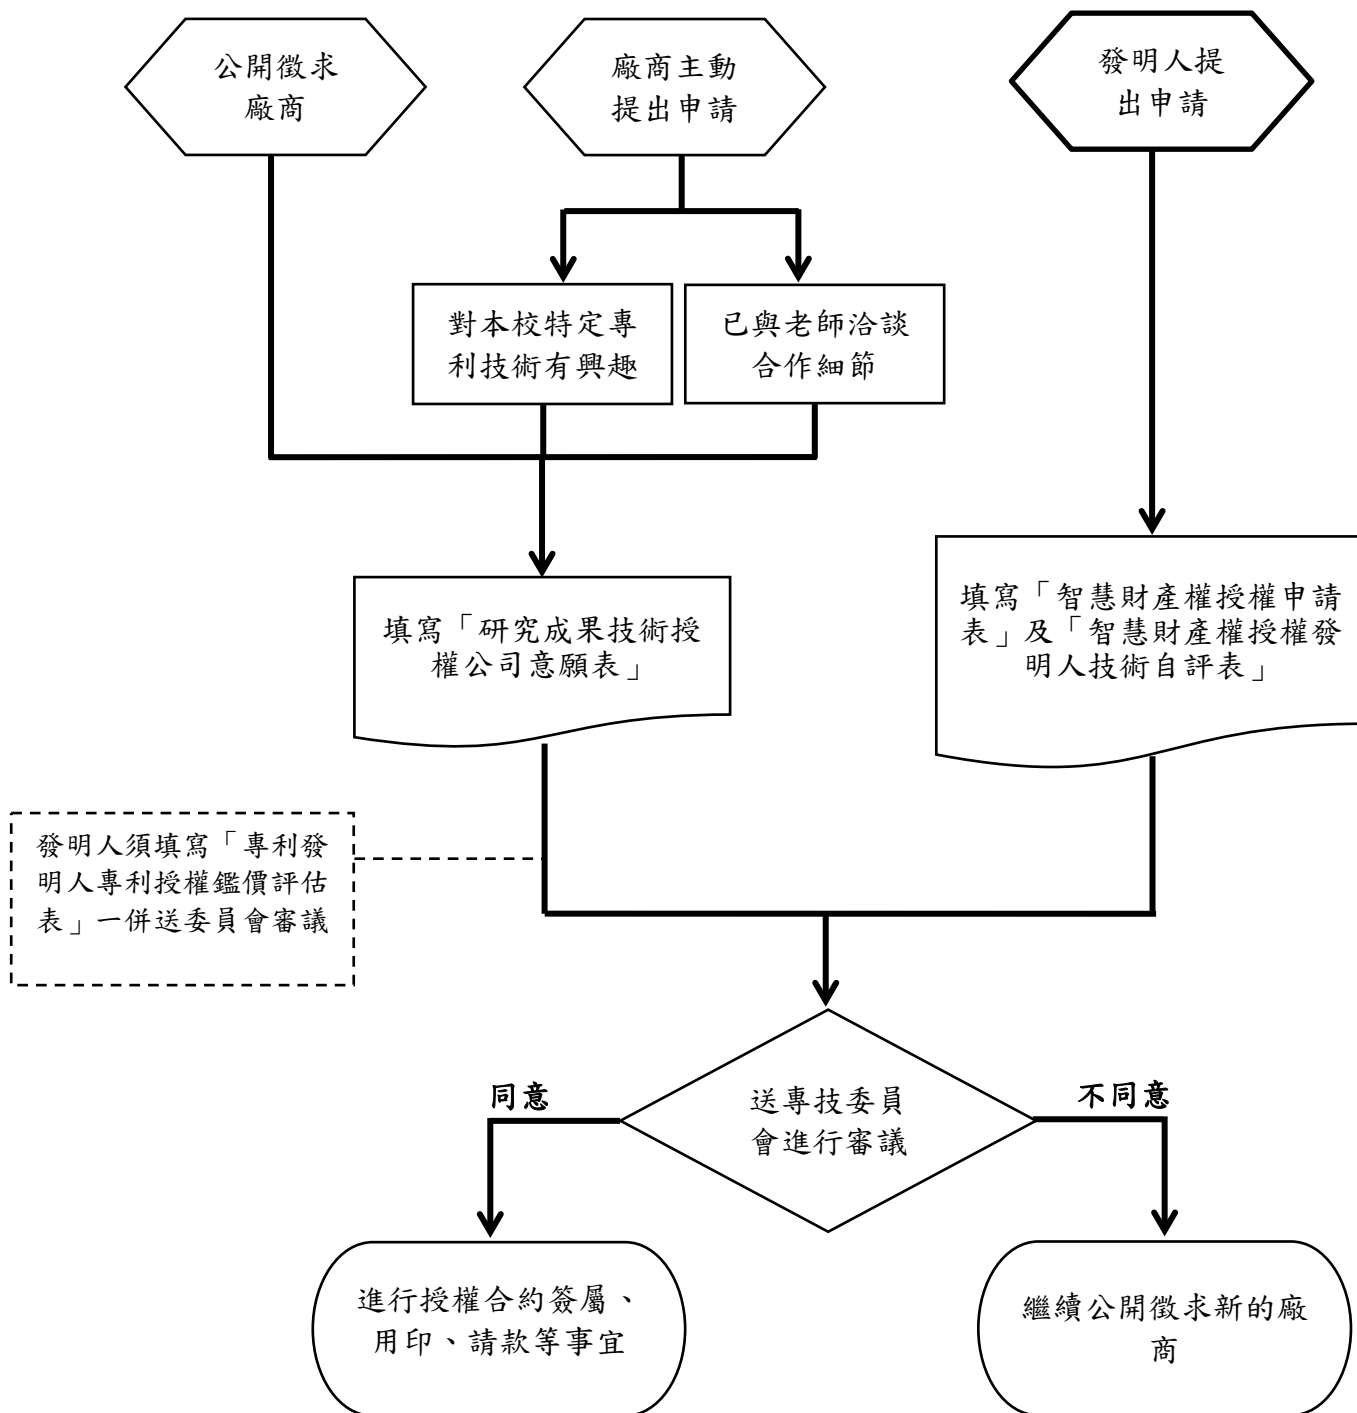 公開徵求
廠商
廠商主動
提出申請
發明人提
出申請
對本校特定專
利技術有興趣
已與老師洽談
合作細節
填寫「研究成果技術授
權公司意願表」
填寫「智慧財產權授權申請
表」及「智慧財產權授權發
明人技術自評表」
發明人須填寫「專利發
明人專利授權鑑價評估
表」一併送委員會審議
送專技委員
會進行審議
同意
不同意
進行授權合約簽屬、
用印、請款等事宜
繼續公開徵求新的廠
商